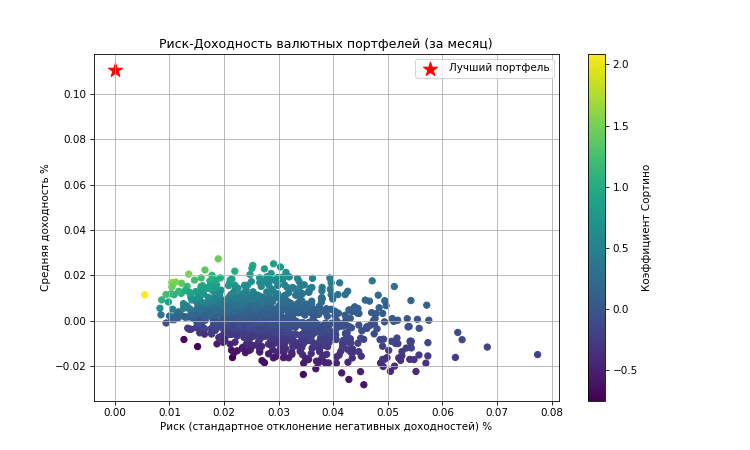 Риск-Доходность валютных портфелей (за месяц)
Лучший портфель
0.10
0.08
0.06
0.04
0.02
0.00
−0.02
Средняя доходность %
0.00 0.01 0.02 0.03 0.04 0.05 0.06 0.07 0.08
Риск (стандартное отклонение негативных доходностей) %
2.0
1.5
1.0
0.5
0.0
−0.5
Коэффициент Сортино